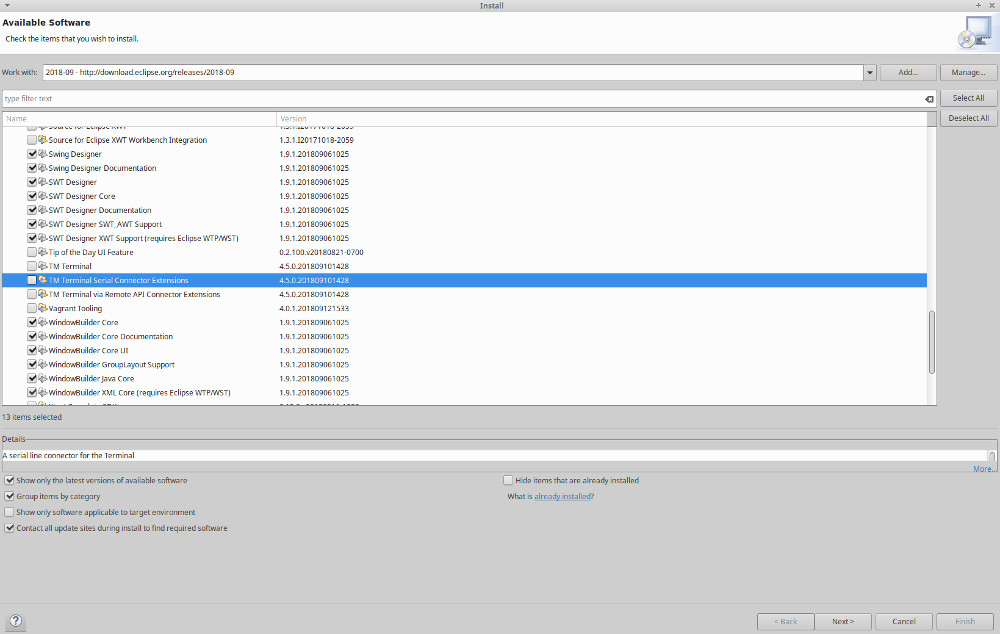 Install
Available Software
Check the items that you wish to install.
Work with: 2018-09 - http://download.eclipse.org/releases/2018-09 Add... Manage...
type filter text Select All
Name Version Deselect All
Source for Eclipse XWT 1.3.1.I20171018-2059
Source for Eclipse XWT Workbench Integration 1.3.1.I20171018-2059
Swing Designer 1.9.1.201809061025
Swing Designer Documentation 1.9.1.201809061025
SWT Designer 1.9.1.201809061025
SWT Designer Core 1.9.1.201809061025
SWT Designer Documentation 1.9.1.201809061025
SWT Designer SWT_AWT Support 1.9.1.201809061025
SWT Designer XWT Support (requires Eclipse WTP/WST) 1.9.1.201809061025
Tip of the Day UI Feature 0.2.100.v20180821-0700
TM Terminal 4.5.0.201809101428
TM Terminal Serial Connector Extensions 4.5.0.201809101428
TM Terminal via Remote API Connector Extensions 4.5.0.201809101428
Vagrant Tooling 4.0.1.201809121533
WindowBuilder Core 1.9.1.201809061025
WindowBuilder Core Documentation 1.9.1.201809061025
WindowBuilder Core UI 1.9.1.201809061025
WindowBuilder GroupLayout Support 1.9.1.201809061025
WindowBuilder Java Core 1.9.1.201809061025
WindowBuilder XML Core (requires Eclipse WTP/WST) 1.9.1.201809061025
13 items selected
Details
A serial line connector for the Terminal
More...
Show only the latest versions of available software Hide items that are already installed
Group items by category What is already installed?
Show only software applicable to target environment
Contact all update sites during install to find required software
? < Back Next > Cancel Finish